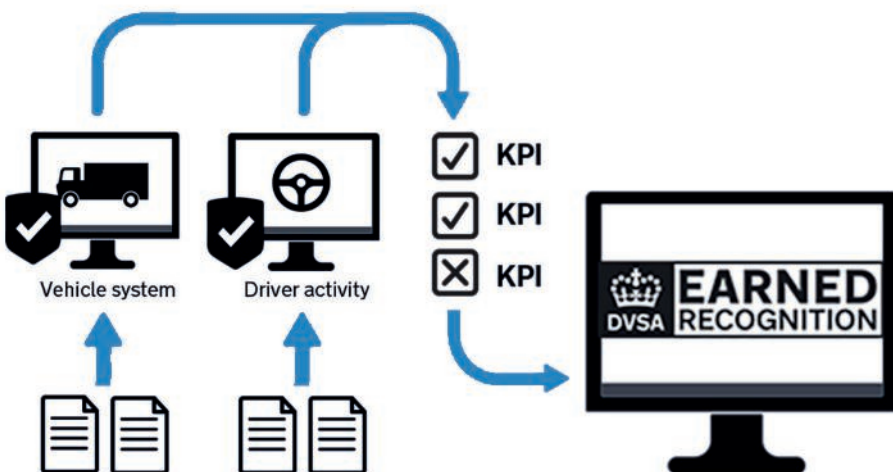 Vehicle system
Driver activity
KPI
KPI
KPI
DVSA
EARNED
RECOGNITION